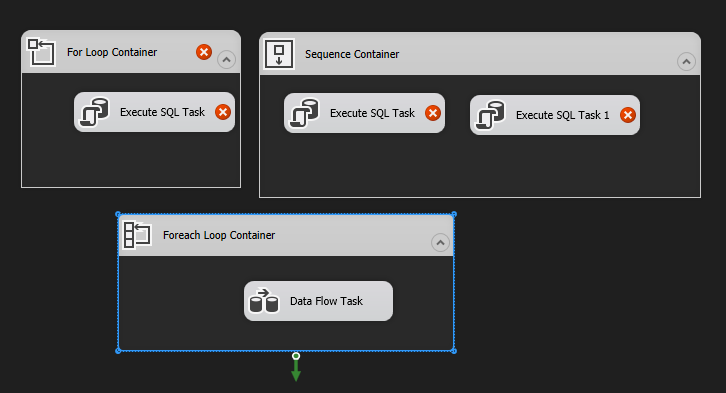 For Loop Container
Sequence Container
Execute SQL Task
Execute SQL Task
Execute SQL Task 1
Foreach Loop Container
Data Flow Task